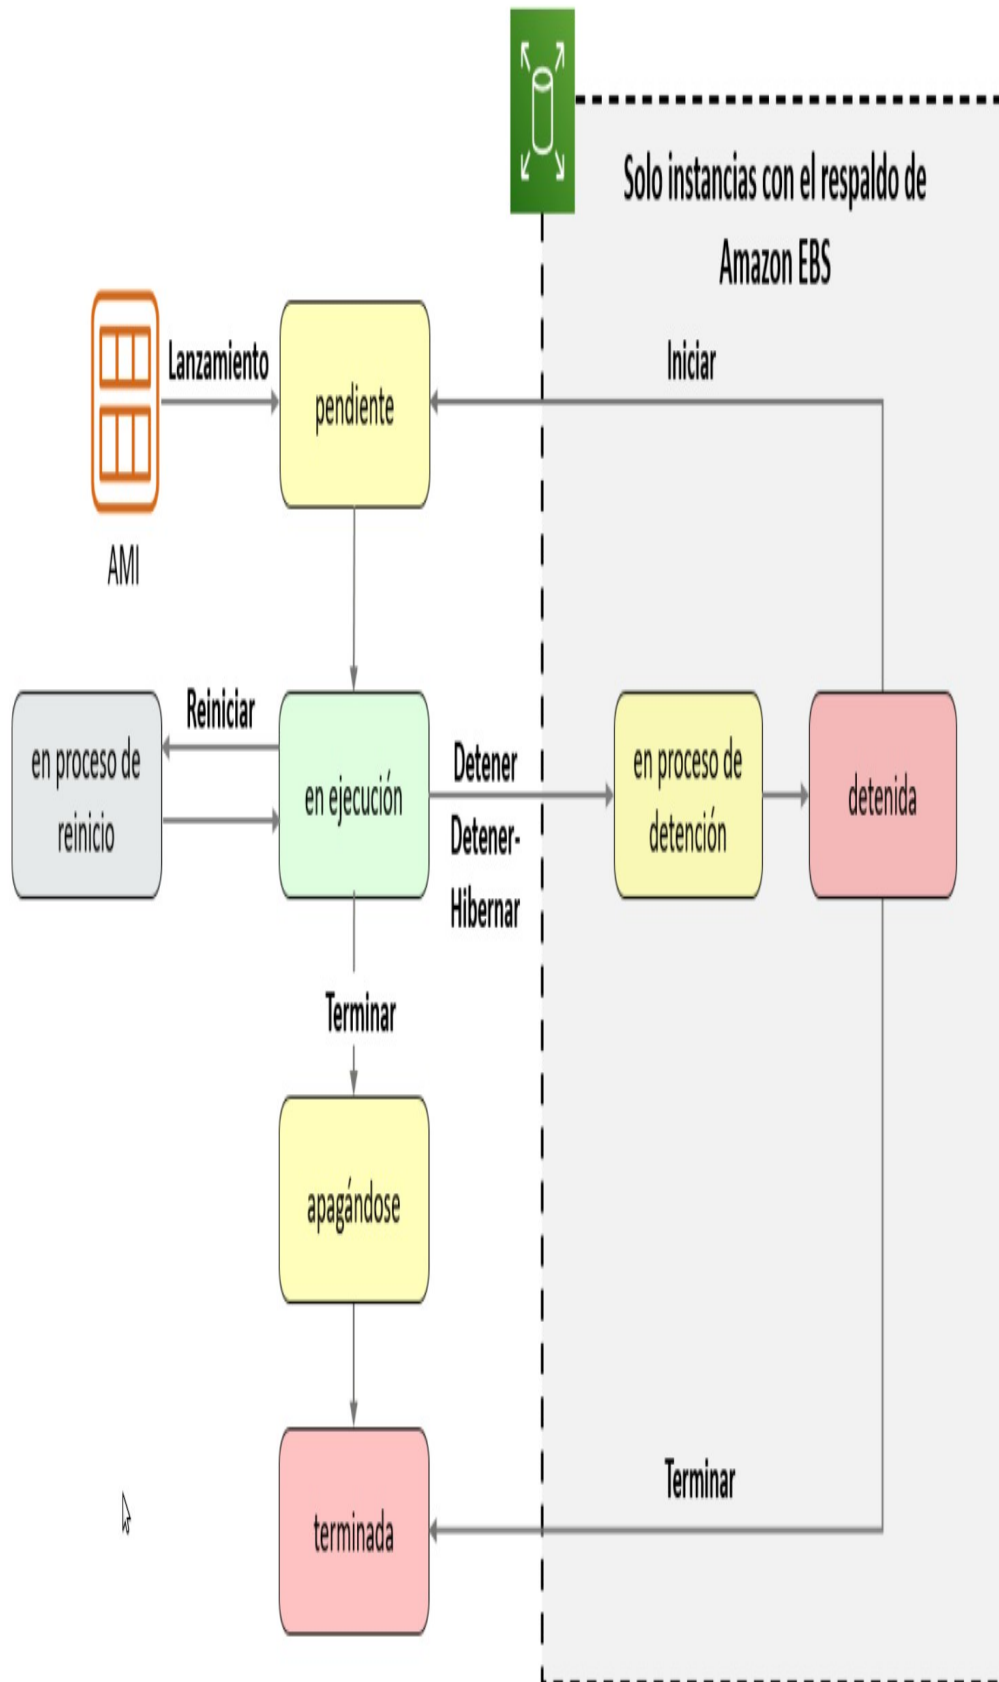 Solo instancias con el respaldo de
Amazon EBS
Lanzamiento
pendiente
Iniciar
AMI
Reiniciar
en proceso de
reinicio
en ejecución
Detener
Detener-
Hibernar
en proceso de
detención
detenida
Terminar
apagándose
Terminar
terminada